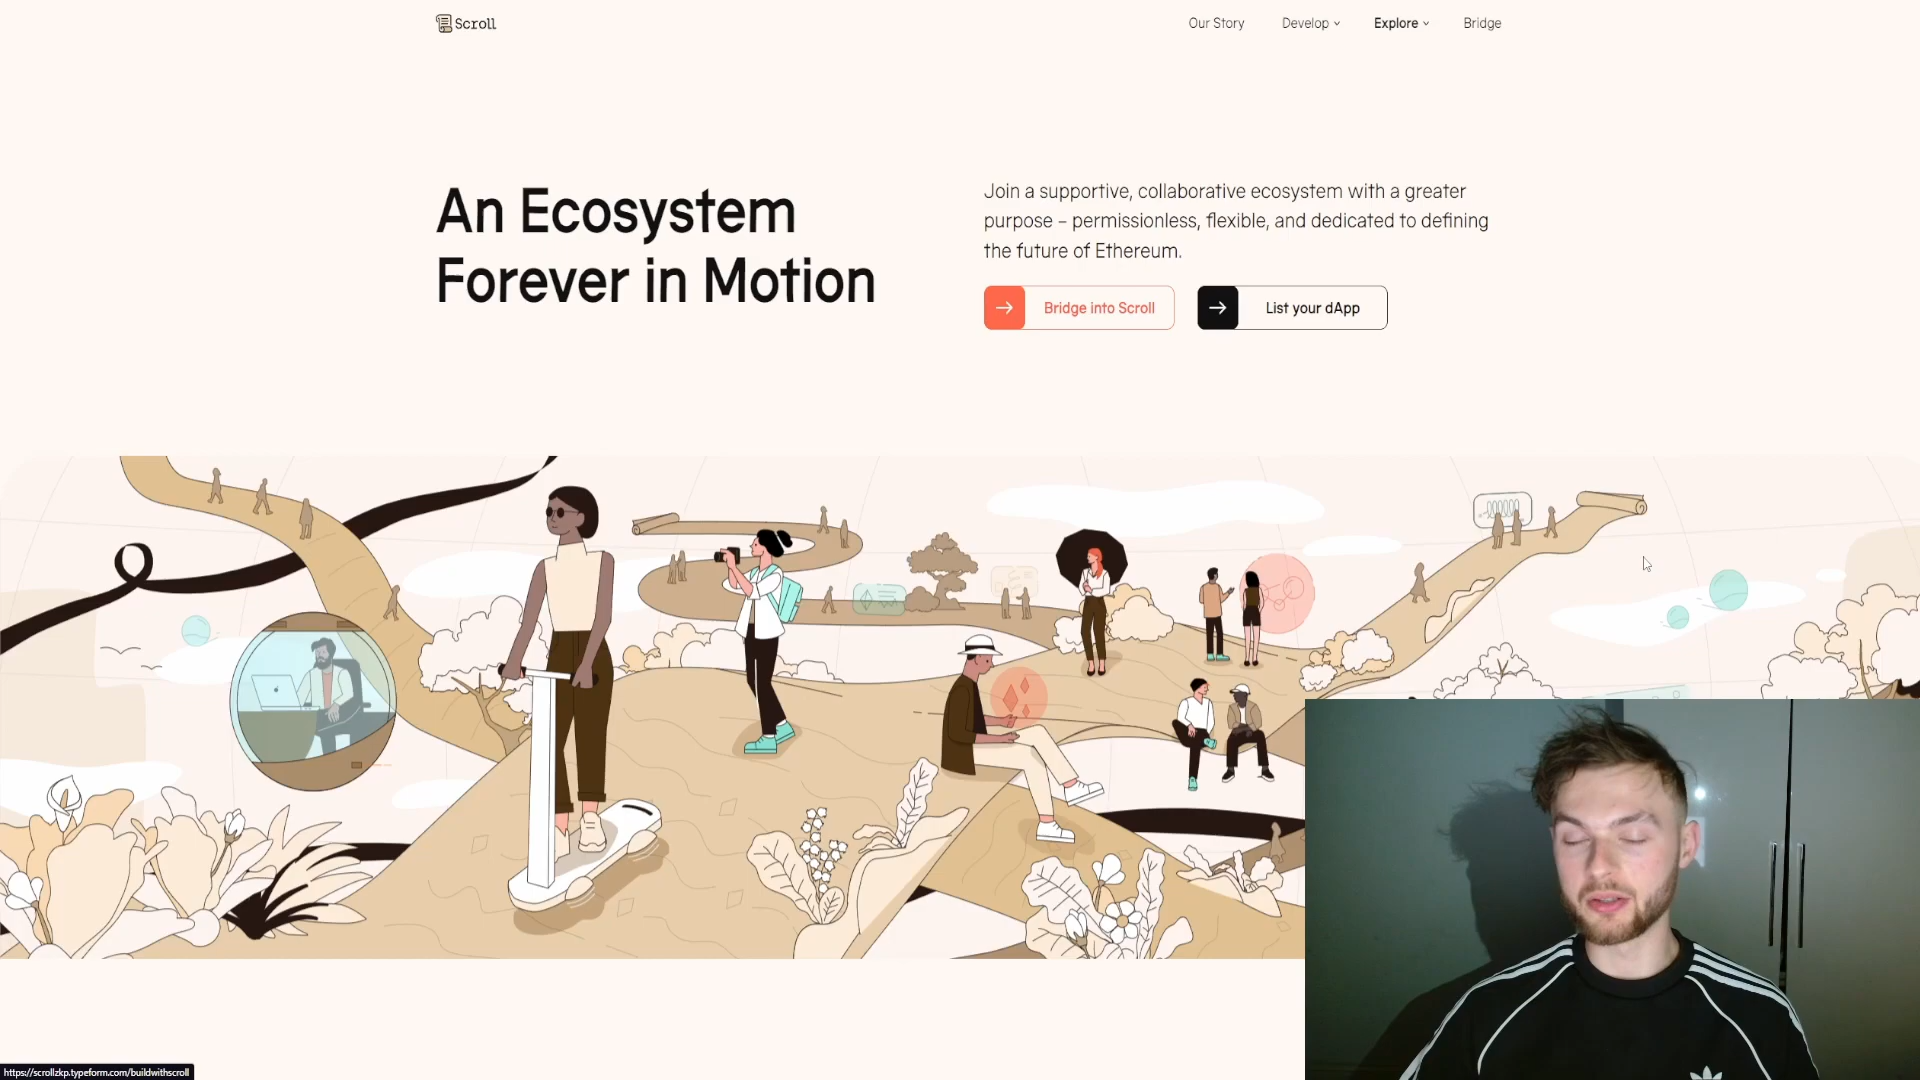 Scroll
Our Story
Develop
Explore
Bridge
An Ecosystem
Forever in Motion
Join a supportive, collaborative ecosystem with a greater
purpose – permissionless, flexible, and dedicated to defining
the future of Ethereum.
Bridge into Scroll
List your dApp
https://scrollzkp.typeform.com/buildwithscroll